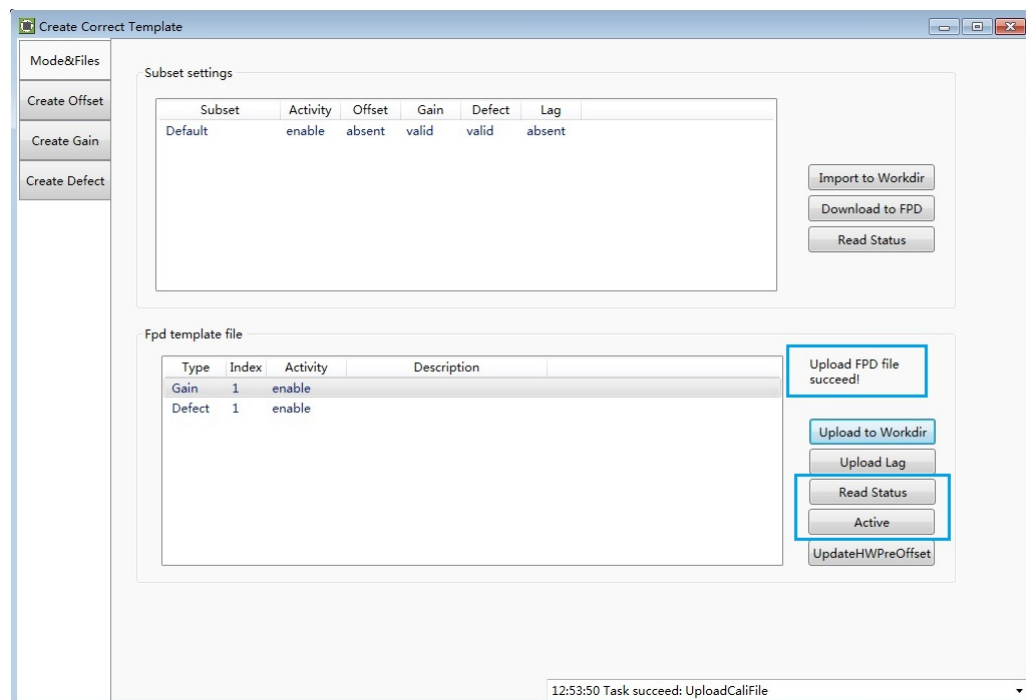 Create Correct Template
Mode&Files
Create Offset
Create Gain
Create Defect
Subset settings
Subset Activity Offset Gain Defect Lag
Default enable absent valid valid absent
Import to Workdir
Download to FPD
Read Status
Fpd template file
Type Index Activity Description
Gain 1 enable
Defect 1 enable
Upload FPD file
succeed!
Upload to Workdir
Upload Lag
Read Status
Active
UpdateHWPreOffset
12:53:50 Task succeed: UploadCaliFile